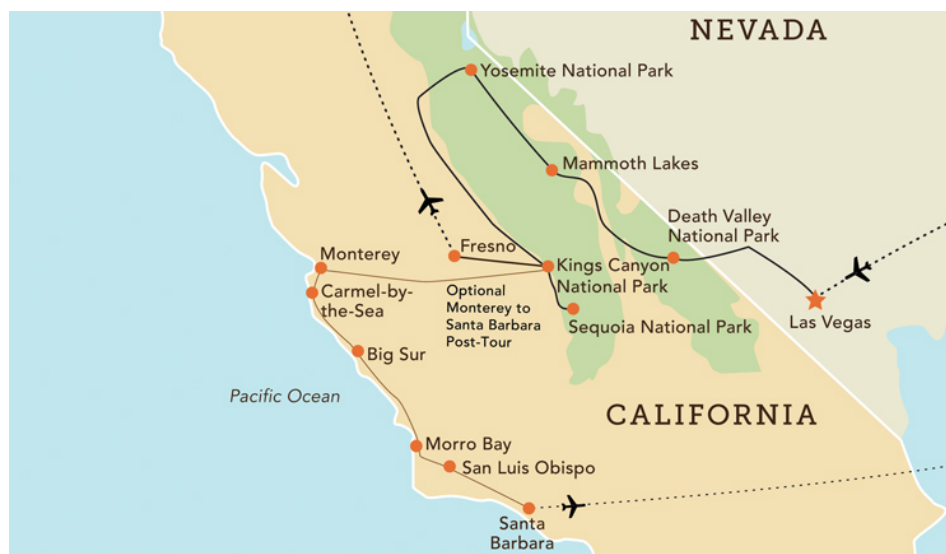 NEVADA
Yosemite National Park
Mammoth Lakes
Death Valley
National Park
Fresno
Monterey
Kings Canyon
National Park
Carmel-by-
the-Sea
Optional
Monterey to
Santa Barbara
Post-Tour
Sequoia National Park
Las Vegas
Big Sur
Pacific Ocean
CALIFORNIA
Morro Bay
San Luis Obispo
Santa
Barbara